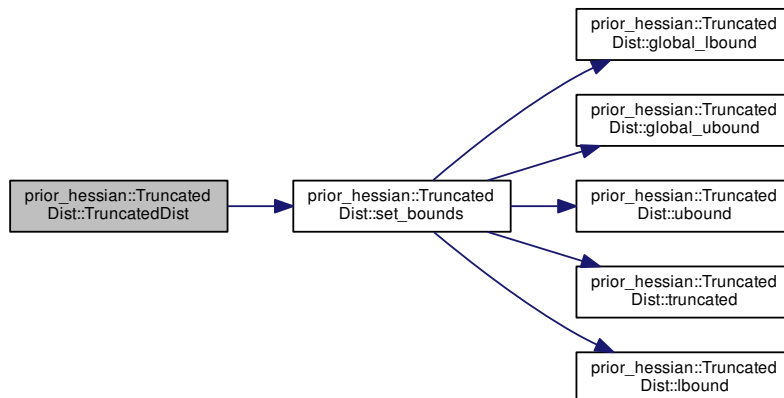 prior_hessian::Truncated
Dist::TruncatedDist
prior_hessian::Truncated
Dist::set_bounds
prior_hessian::Truncated
Dist::global_lbound
prior_hessian::Truncated
Dist::global_ubound
prior_hessian::Truncated
Dist::ubound
prior_hessian::Truncated
Dist::truncated
prior_hessian::Truncated
Dist::lbound